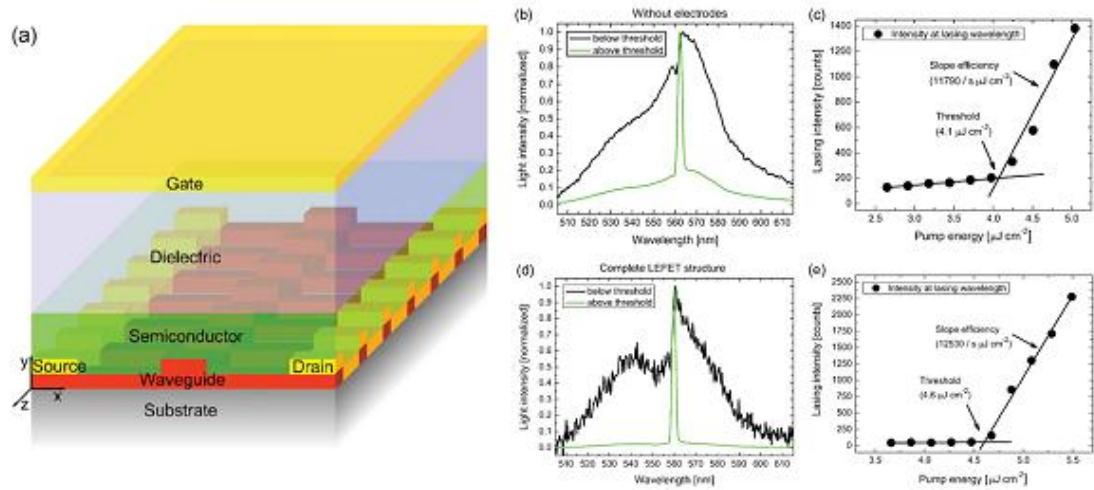 (a)
Gate
Dielectric
Semiconductor
Source
Drain
Waveguide
Substrate
y
x
z
(b)
Without electrodes
below threshold
above threshold
Light intensity [normalized]
1.0
0.9
0.8
0.7
0.6
0.5
0.4
0.3
0.2
0.1
510 520 530 540 550 560 570 580 590 600 610
Wavelength [nm]
(c)
Intensity at lasing wavelength
Slope efficiency
(11790 / s µJ cm⁻²)
Threshold
(4.1 µJ cm⁻²)
Lasing intensity [counts]
1400
1200
1000
800
600
400
200
0
2.5 3.0 3.5 4.0 4.5 5.0
Pump energy [µJ cm⁻²]
(d)
Complete LEFET structure
below threshold
above threshold
Light intensity [normalized]
1.0
0.9
0.8
0.7
0.6
0.5
0.4
0.3
0.2
0.1
0.0
510 520 530 540 550 560 570 580 590 600 610
Wavelength [nm]
(e)
Intensity at lasing wavelength
Slope efficiency
(12530 / s µJ cm⁻²)
Threshold
(4.6 µJ cm⁻²)
Lasing intensity [counts]
2500
2250
2000
1750
1500
1250
1000
750
500
250
0
3.5 4.0 4.5 5.0 5.5
Pump energy [µJ cm⁻²]